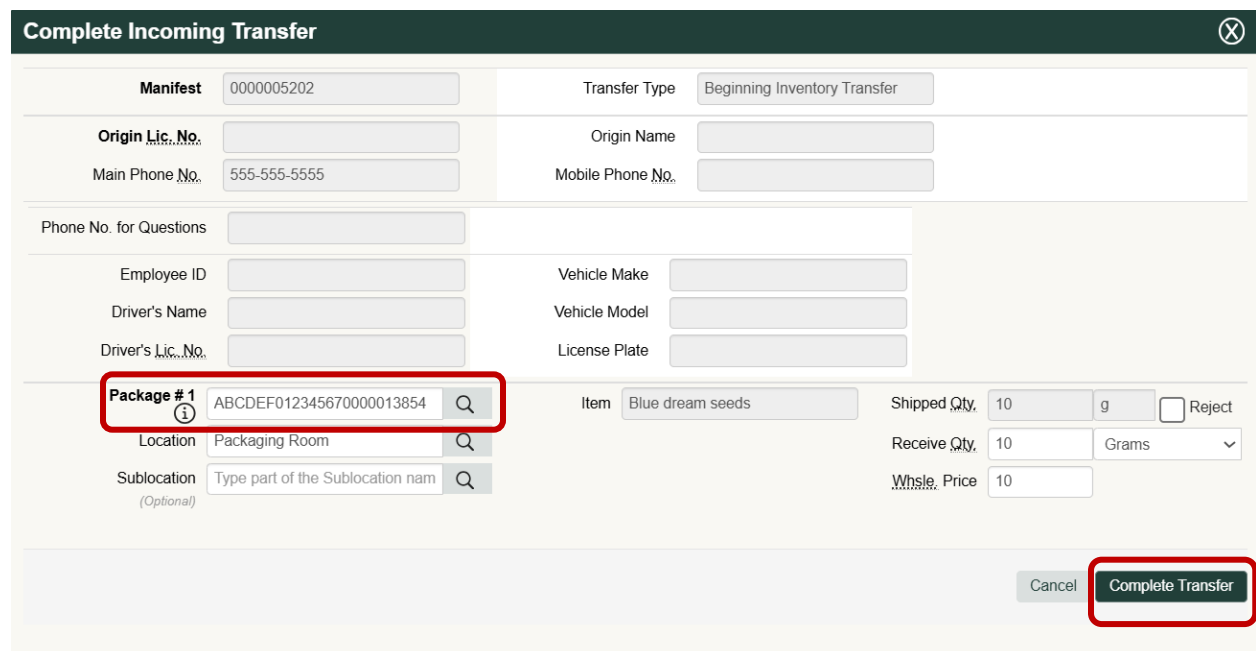 Complete Incoming Transfer
Manifest 0000005202 Transfer Type Beginning Inventory Transfer
Origin Lic. No. Origin Name
Main Phone No. 555-555-5555 Mobile Phone No.
Phone No. for Questions
Employee ID Vehicle Make
Driver's Name Vehicle Model
Driver's Lic. No. License Plate
Package # 1 ABCDEF012345670000013854 Item Blue dream seeds Shipped Qty. 10 g Reject
Location Packaging Room Receive Qty. 10 Grams
Sublocation Type part of the Sublocation nam Whsle. Price 10
(Optional)
Cancel Complete Transfer